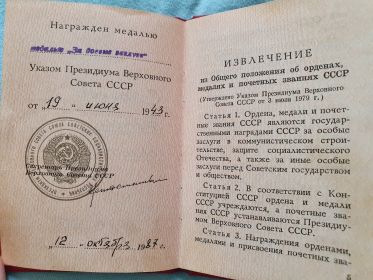 Награжден медалью
медалью „За боевые заслуги"
Указом Президиума Верховного
Совета СССР
от „19" июня 1943 г.
Секретарь Президиума
Верховного Совета СССР
„12" октября 1987 г.
ИЗВЛЕЧЕНИЕ
из Общего положения об орденах,
медалях и почетных званиях СССР
(Утверждено Указом Президиума Верховного
Совета СССР от 3 июля 1979 г.)
Статья 1. Ордена, медали и почет-
ные звания СССР являются государст-
венными наградами СССР за особые
заслуги в коммунистическом строи-
тельстве, защите социалистического
Отечества, а также за иные особые
заслуги перед Советским государством
и обществом.
Статья 2. В соответствии с Конс-
титуцией СССР ордена и медали
СССР учреждаются, а почетные зва-
ния СССР устанавливаются Президиу-
мом Верховного Совета СССР.
Статья 3. Награждения орденами,
медалями и присвоения почетных зва-
5